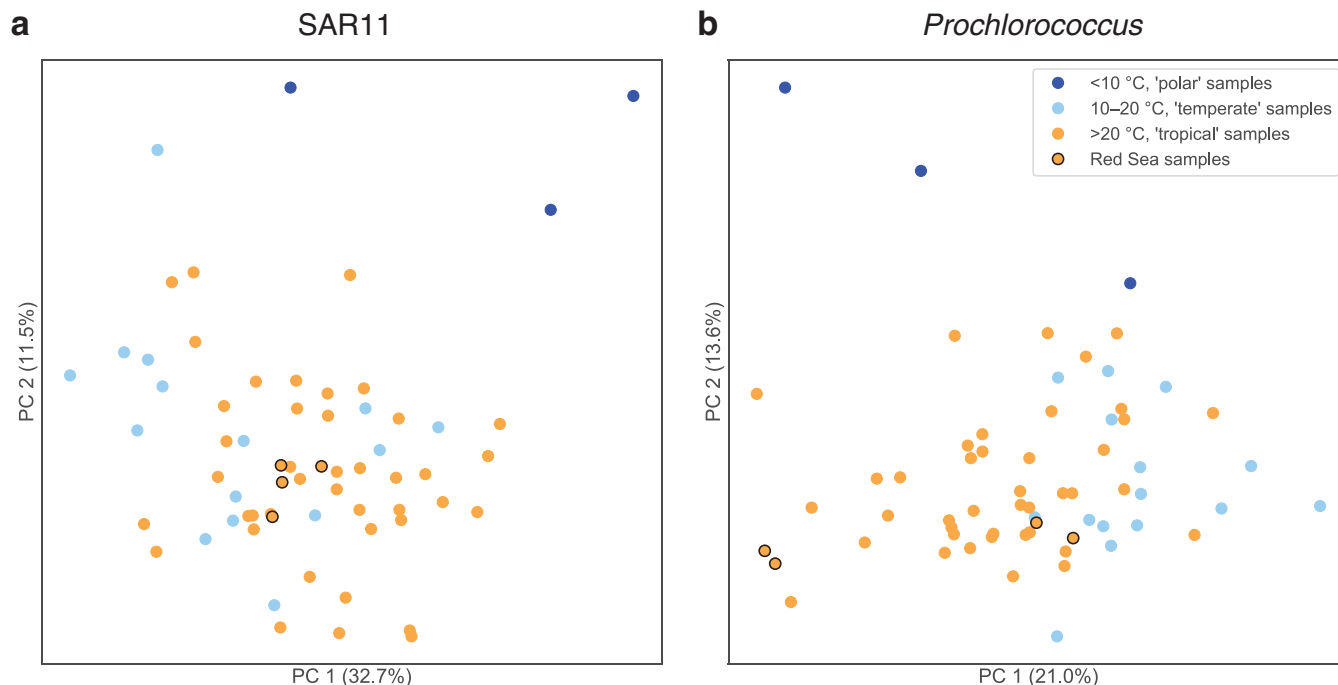 a
SAR11
PC 2 (11.5%)
PC 1 (32.7%)
b
Prochlorococcus
<10 °C, 'polar' samples
10–20 °C, 'temperate' samples
>20 °C, 'tropical' samples
Red Sea samples
PC 2 (13.6%)
PC 1 (21.0%)